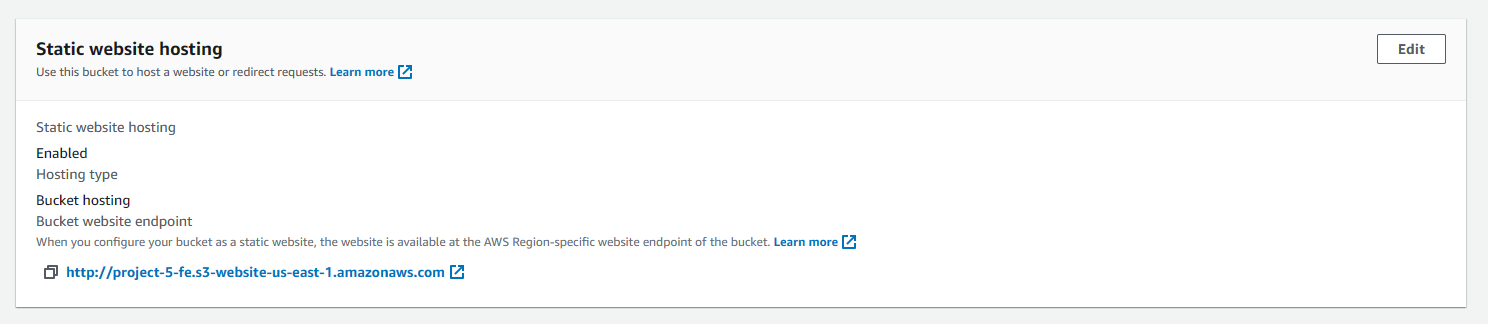 Static website hosting
Edit
Use this bucket to host a website or redirect requests. Learn more
Static website hosting
Enabled
Hosting type
Bucket hosting
Bucket website endpoint
When you configure your bucket as a static website, the website is available at the AWS Region-specific website endpoint of the bucket. Learn more
http://project-5-fe.s3-website-us-east-1.amazonaws.com